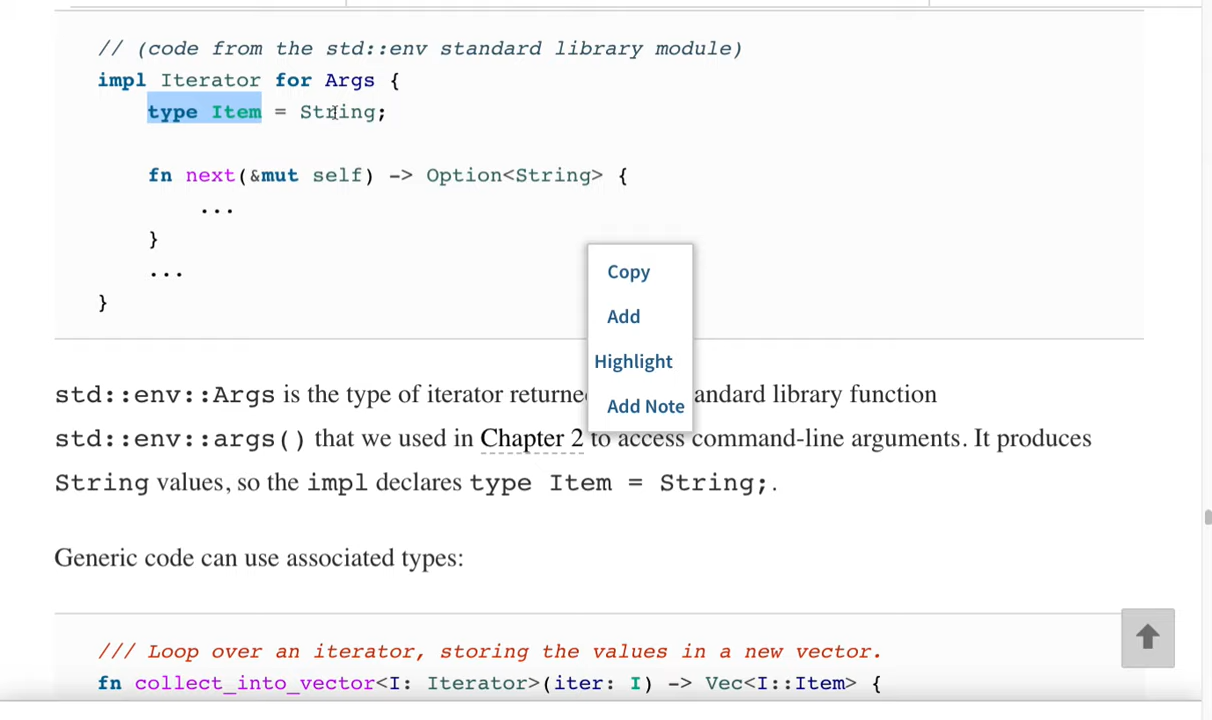 // (code from the std::env standard library module)
impl Iterator for Args {
type Item = String;
fn next(&mut self) -> Option<String> {
...
}
...
}
Copy
Add
Highlight
Add Note
std::env::Args is the type of iterator returne andard library function
std::env::args() that we used in Chapter 2 to access command-line arguments. It produces
String values, so the impl declares type Item = String;.
Generic code can use associated types:
/// Loop over an iterator, storing the values in a new vector.
fn collect_into_vector<I: Iterator>(iter: I) -> Vec<I::Item> {